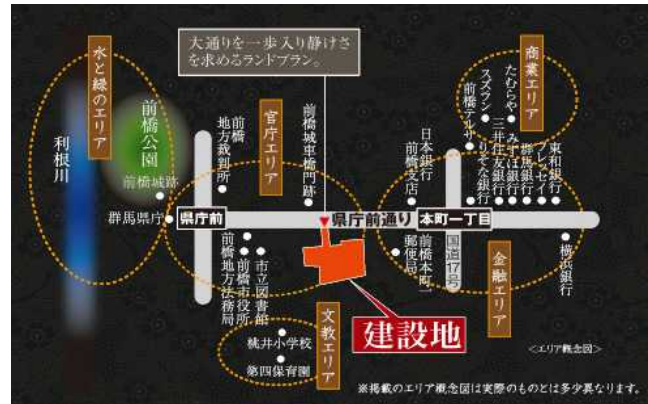 大通りを一歩入り静けさ
を求めるランドプラン。
水と緑のエリア
利根川
前橋公園
前橋城跡
群馬県庁
県庁前
官庁エリア
前橋
地方裁判所
前橋城車橋門跡
県庁前通り
前橋地方法務局
前橋市役所
市立図書館
文教エリア
桃井小学校
第四保育園
建設地
商業エリア
たむらや
スズラン
前橋テルサ
日本銀行
前橋支店
本町一丁目
前橋本町一
郵便局
国道17号
りそな銀行
三井住友銀行
みずほ銀行
群馬銀行
プレッセイ
東和銀行
横浜銀行
金融エリア
<エリア概念図>
※掲載のエリア概念図は実際のものとは多少異なります。